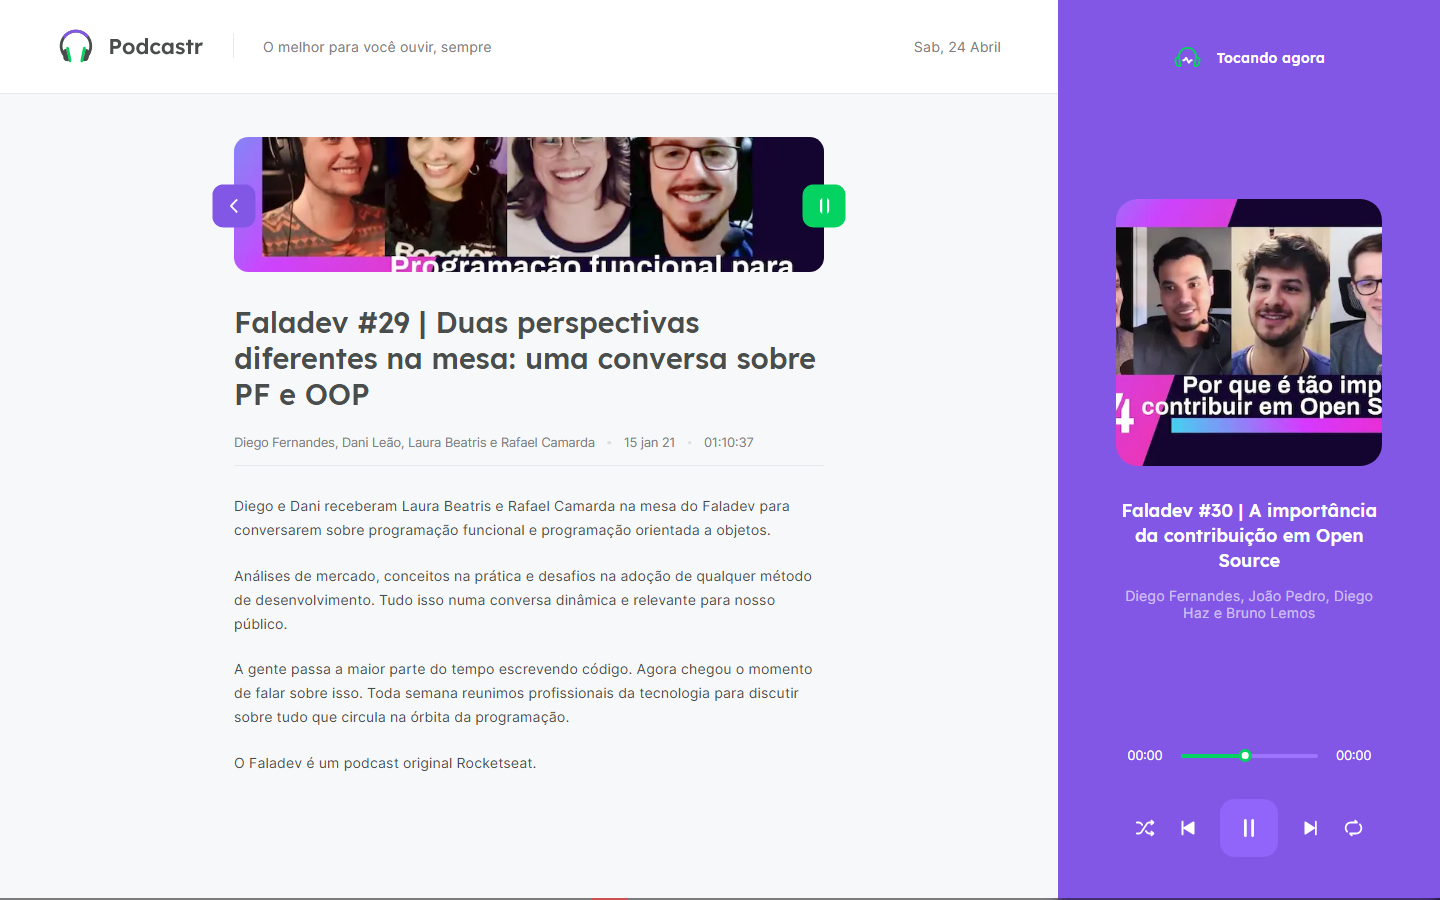 Podcastr
O melhor para você ouvir, sempre
Sab, 24 Abril
Programação funcional para
Faladev #29 | Duas perspectivas
diferentes na mesa: uma conversa sobre
PF e OOP
Diego Fernandes, Dani Leão, Laura Beatris e Rafael Camarda • 15 jan 21 • 01:10:37
Diego e Dani receberam Laura Beatris e Rafael Camarda na mesa do Faladev para
conversarem sobre programação funcional e programação orientada a objetos.
Análises de mercado, conceitos na prática e desafios na adoção de qualquer método
de desenvolvimento. Tudo isso numa conversa dinâmica e relevante para nosso
público.
A gente passa a maior parte do tempo escrevendo código. Agora chegou o momento
de falar sobre isso. Toda semana reunimos profissionais da tecnologia para discutir
sobre tudo que circula na órbita da programação.
O Faladev é um podcast original Rocketseat.
Tocando agora
Por que é tão imp
4 contribuir em Open S
Faladev #30 | A importância
da contribuição em Open
Source
Diego Fernandes, João Pedro, Diego
Haz e Bruno Lemos
00:00 00:00